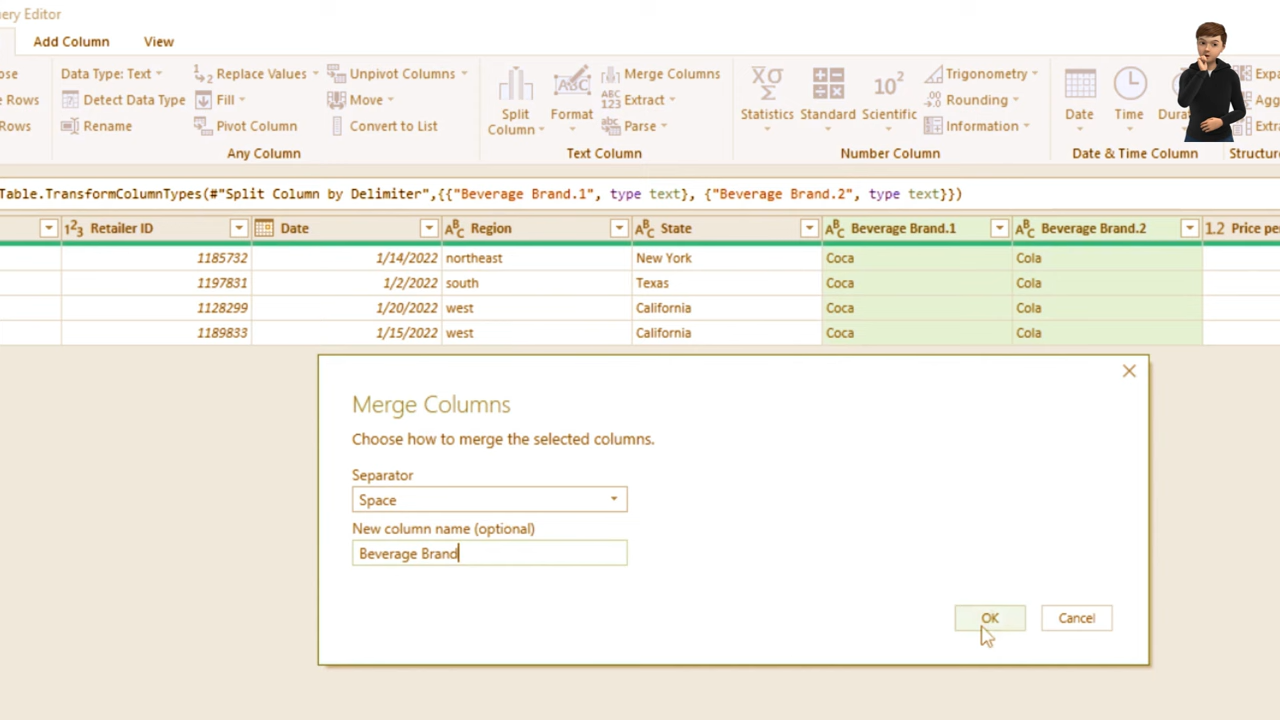 ery Editor
Add Column View
ose Data Type: Text Replace Values Unpivot Columns Merge Columns Trigonometry Expa
e Rows Detect Data Type Fill Move Split Column Format Extract Statistics Standard Scientific Rounding Date Time Dura Agg
Rows Rename Pivot Column Convert to List Parse Information Extra
Any Column Text Column Number Column Date & Time Column Structu
Table.TransformColumnTypes(#"Split Column by Delimiter",{{"Beverage Brand.1", type text}, {"Beverage Brand.2", type text}})
Retailer ID Date Region State Beverage Brand.1 Beverage Brand.2 1.2 Price pe
1185732 1/14/2022 northeast New York Coca Cola
1197831 1/2/2022 south Texas Coca Cola
1128299 1/20/2022 west California Coca Cola
1189833 1/15/2022 west California Coca Cola
Merge Columns
Choose how to merge the selected columns.
Separator
Space
New column name (optional)
Beverage Brand
OK Cancel